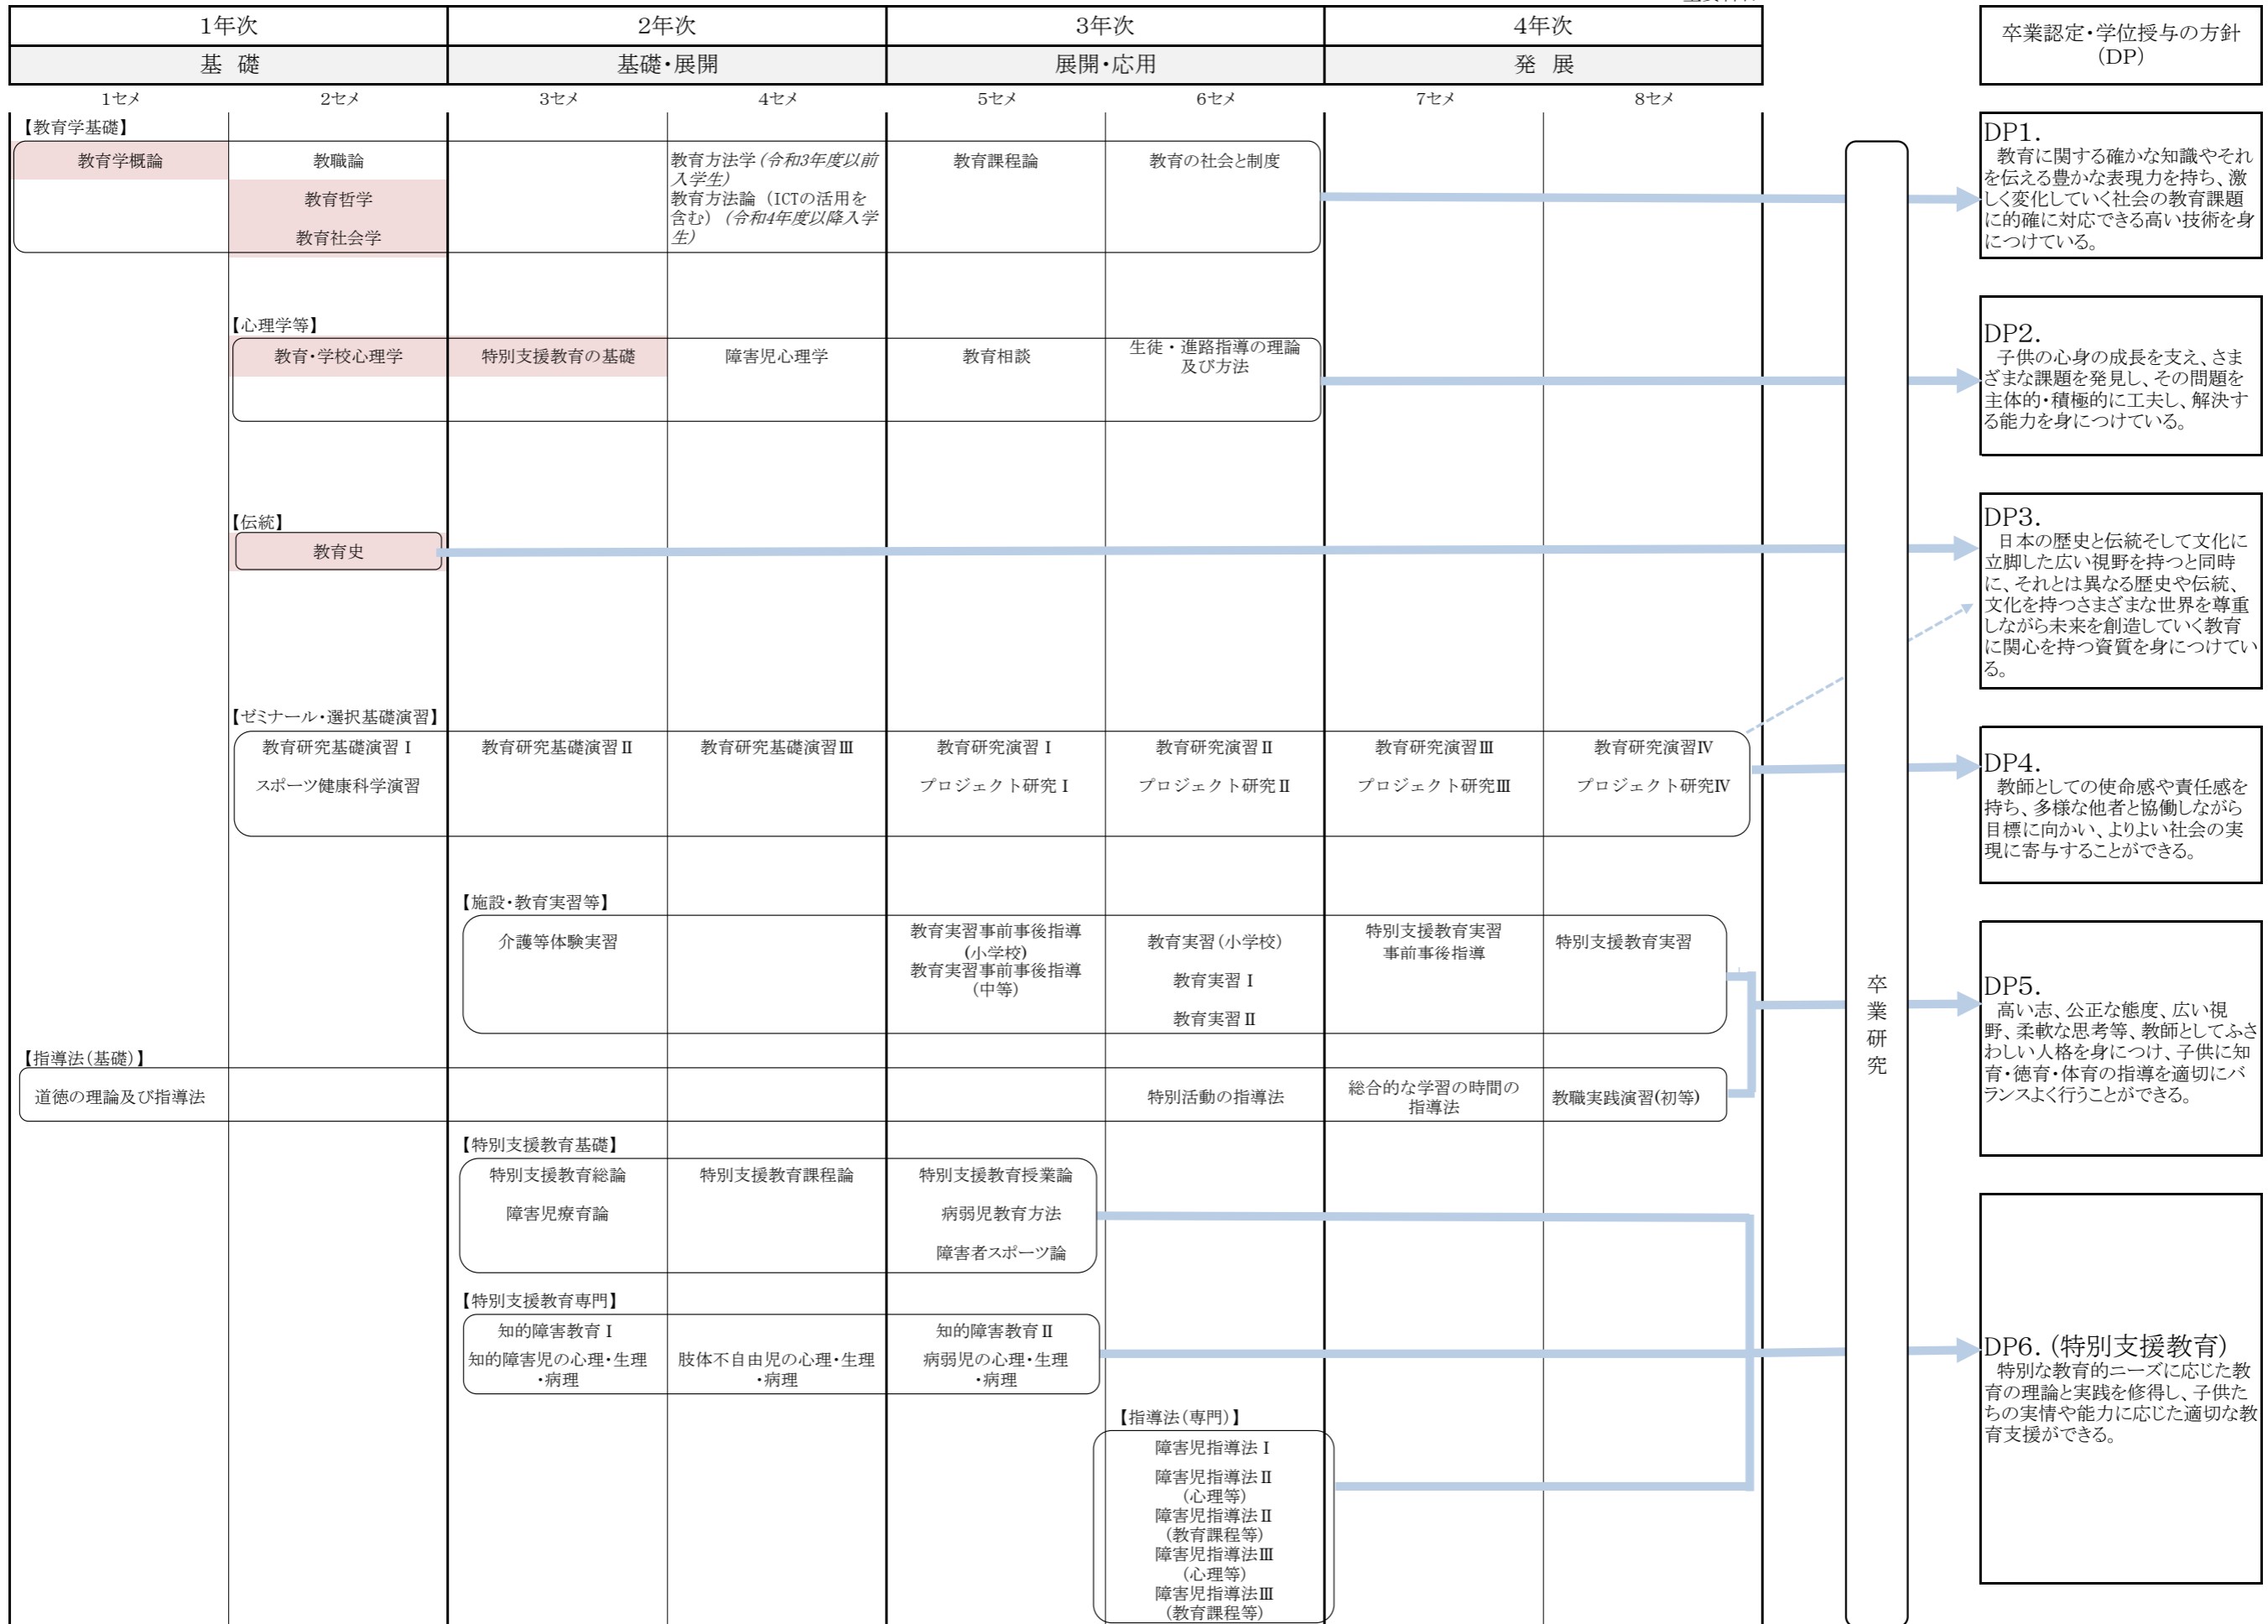 1年次
2年次
3年次
4年次
卒業認定・学位授与の方針
(DP)
基 礎
基礎・展開
展開・応用
発 展
1セメ
2セメ
3セメ
4セメ
5セメ
6セメ
7セメ
8セメ
【教育学基礎】
教育学概論
教職論
教育哲学
教育社会学
教育方法学(令和3年度以前
入学生)
教育方法論（ICTの活用を
含む）(令和4年度以降入学
生)
教育課程論
教育の社会と制度
DP1.
教育に関する確かな知識やそれ
を伝える豊かな表現力を持ち、激
しく変化していく社会の教育課題
に的確に対応できる高い技術を身
につけている。
【心理学等】
教育・学校心理学
特別支援教育の基礎
障害児心理学
教育相談
生徒・進路指導の理論
及び方法
DP2.
子供の心身の成長を支え、さま
ざまな課題を発見し、その問題を
主体的・積極的に工夫し、解決す
る能力を身につけている。
【伝統】
教育史
DP3.
日本の歴史と伝統そして文化に
立脚した広い視野を持つと同時
に、それとは異なる歴史や伝統、
文化を持つさまざまな世界を尊重
しながら未来を創造していく教育
に関心を持つ資質を身につけてい
る。
【ゼミナール・選択基礎演習】
教育研究基礎演習Ⅰ
教育研究基礎演習Ⅱ
教育研究基礎演習Ⅲ
教育研究演習Ⅰ
教育研究演習Ⅱ
教育研究演習Ⅲ
教育研究演習Ⅳ
スポーツ健康科学演習
プロジェクト研究Ⅰ
プロジェクト研究Ⅱ
プロジェクト研究Ⅲ
プロジェクト研究Ⅳ
DP4.
教師としての使命感や責任感を
持ち、多様な他者と協働しながら
目標に向かい、よりよい社会の実
現に寄与することができる。
【施設・教育実習等】
介護等体験実習
教育実習事前事後指導
(小学校)
教育実習事前事後指導
(中等)
教育実習(小学校)
教育実習Ⅰ
教育実習Ⅱ
特別支援教育実習
事前事後指導
特別支援教育実習
卒
業
研
究
DP5.
高い志、公正な態度、広い視
野、柔軟な思考等、教師としてふさ
わしい人格を身につけ、子供に知
育・徳育・体育の指導を適切にバ
ランスよく行うことができる。
【指導法(基礎)】
道徳の理論及び指導法
特別活動の指導法
総合的な学習の時間の
指導法
教職実践演習(初等)
【特別支援教育基礎】
特別支援教育総論
特別支援教育課程論
特別支援教育授業論
障害児療育論
病弱児教育方法
障害者スポーツ論
【特別支援教育専門】
知的障害教育Ⅰ
知的障害児の心理・生理
・病理
肢体不自由児の心理・生理
・病理
知的障害教育Ⅱ
病弱児の心理・生理
・病理
DP6. (特別支援教育)
特別な教育的ニーズに応じた教
育の理論と実践を修得し、子供た
ちの実情や能力に応じた適切な教
育支援ができる。
【指導法(専門)】
障害児指導法Ⅰ
障害児指導法Ⅱ
(心理等)
障害児指導法Ⅱ
(教育課程等)
障害児指導法Ⅲ
(心理等)
障害児指導法Ⅲ
(教育課程等)